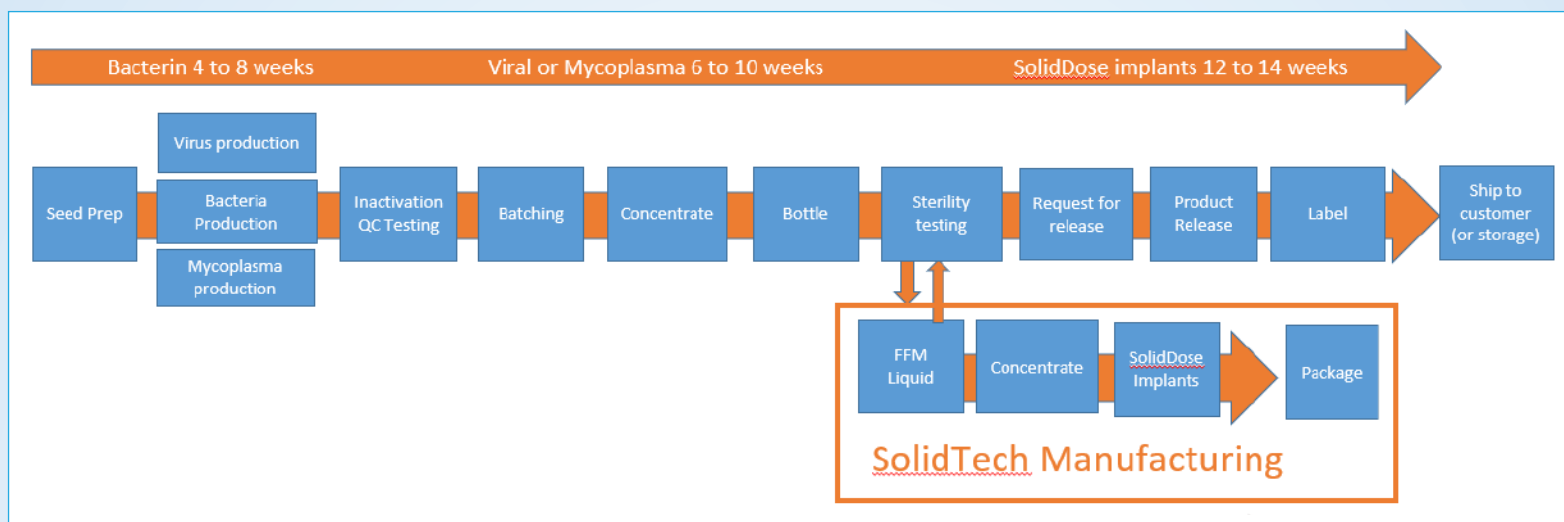 Bacterin 4 to 8 weeks
Viral or Mycoplasma 6 to 10 weeks
SolidDose implants 12 to 14 weeks
Seed Prep
Virus production
Bacteria
Production
Mycoplasma
production
Inactivation
QC Testing
Batching
Concentrate
Bottle
Sterility
testing
Request for
release
Product
Release
Label
Ship to
customer
(or storage)
FFM
Liquid
Concentrate
SolidDose
Implants
Package
SolidTech Manufacturing